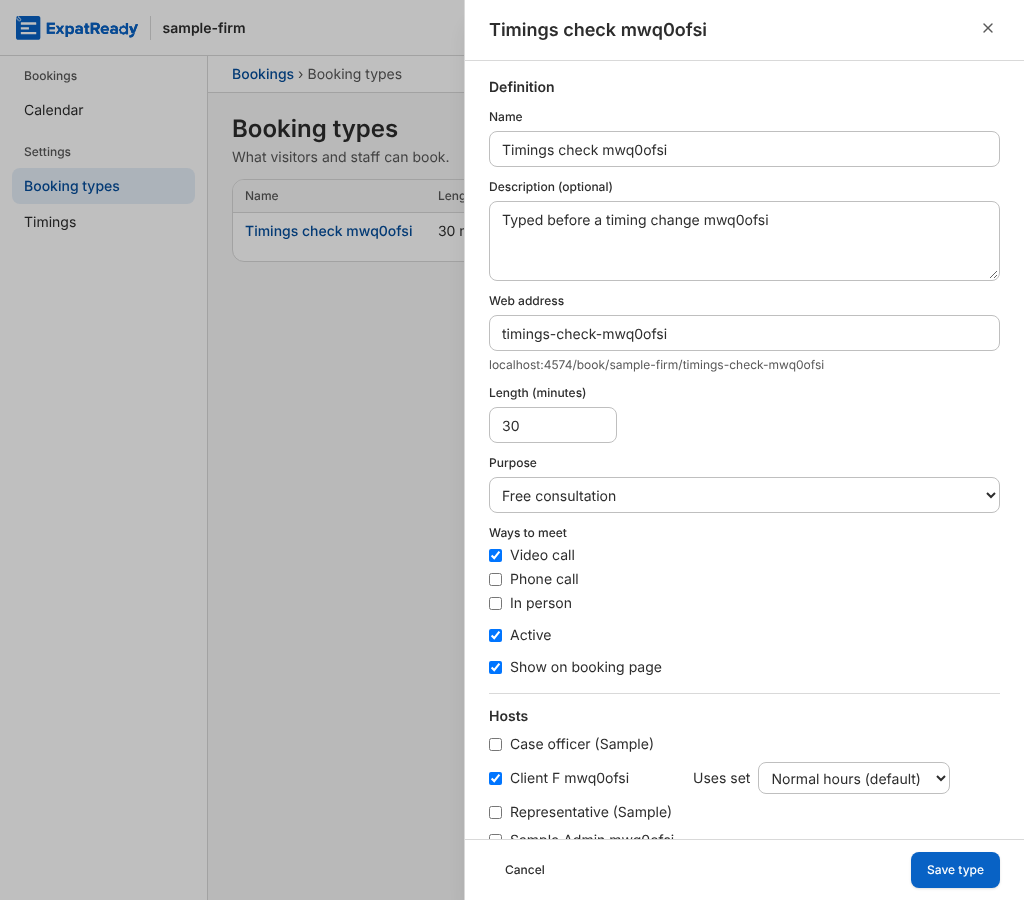 ExpatReady
sample-firm
Bookings
Calendar
Settings
Booking types
Timings
Bookings › Booking types
Booking types
What visitors and staff can book.
Name
Timings check mwq0ofsi
30
Timings check mwq0ofsi
×
Definition
Name
Timings check mwq0ofsi
Description (optional)
Typed before a timing change mwq0ofsi
Web address
timings-check-mwq0ofsi
localhost:4574/book/sample-firm/timings-check-mwq0ofsi
Length (minutes)
30
Purpose
Free consultation
Ways to meet
Video call
Phone call
In person
Active
Show on booking page
Hosts
Case officer (Sample)
Client F mwq0ofsi
Uses set
Normal hours (default)
Representative (Sample)
Sample Admin mwq0ofsi
Cancel
Save type